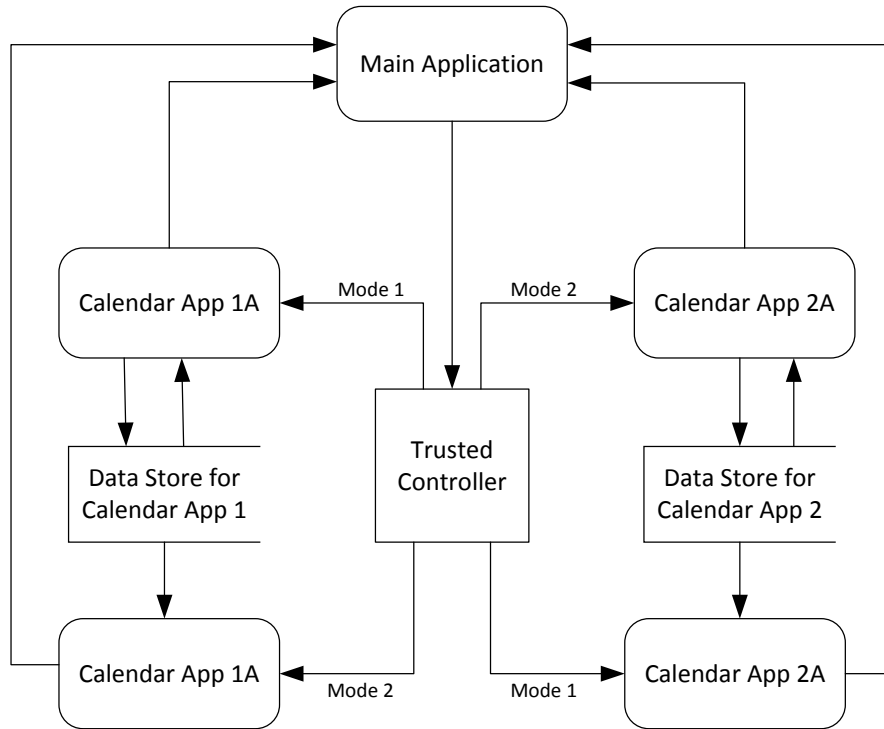 Main Application
Calendar App 1A
Mode 1
Mode 2
Calendar App 2A
Trusted
Controller
Data Store for
Calendar App 1
Data Store for
Calendar App 2
Calendar App 1A
Mode 2
Mode 1
Calendar App 2A